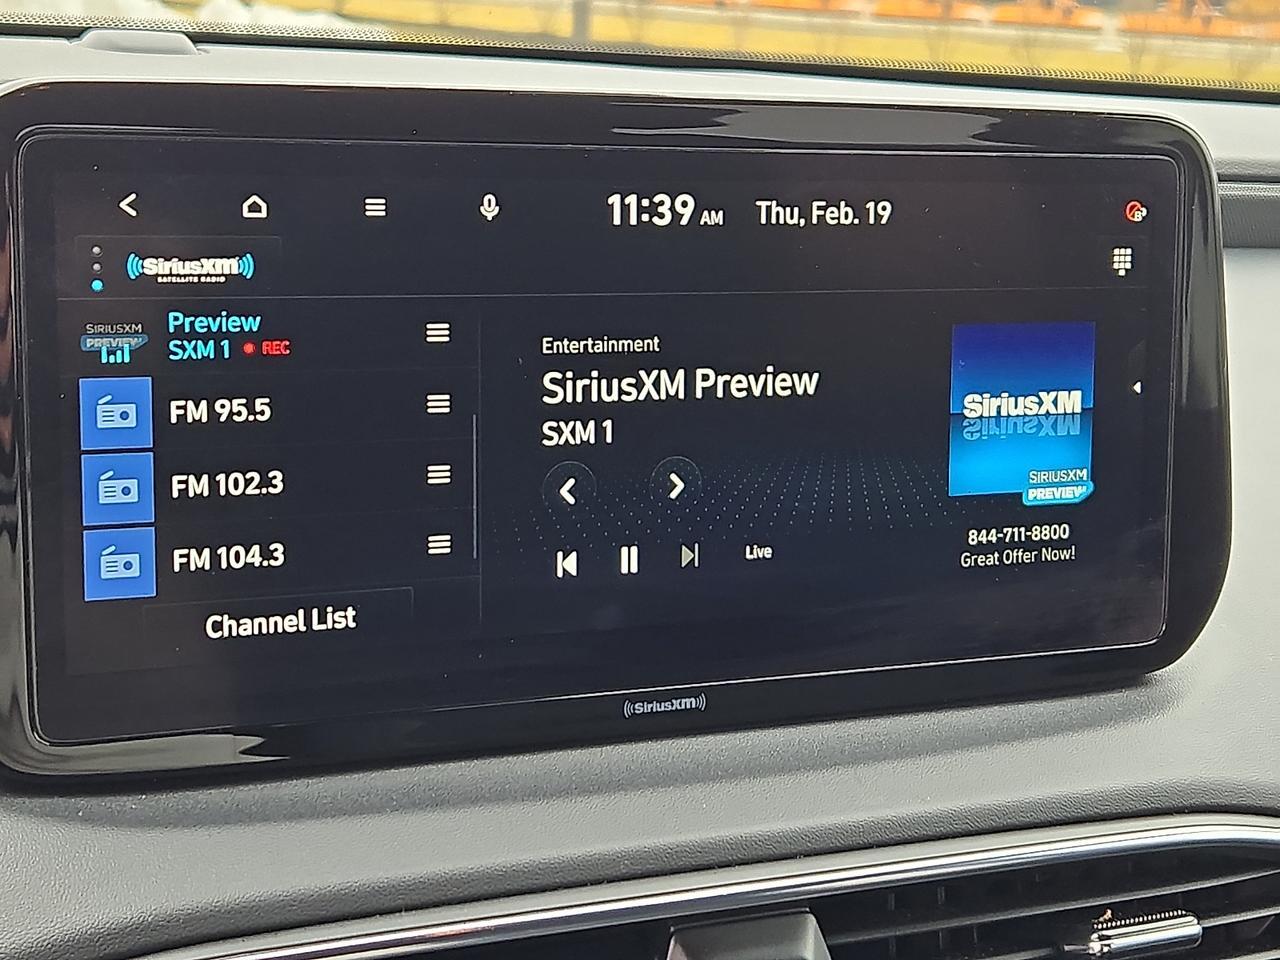 11:39 AM Thu, Feb. 19
SiriusXM
SATELLITE RADIO
SIRIUSXM
PREVIEW
Preview
SXM 1 REC
FM 95.5
FM 102.3
FM 104.3
Channel List
Entertainment
SiriusXM Preview
SXM 1
Live
SiriusXM
SIRIUSXM
PREVIEW
844-711-8800
Great Offer Now!
SiriusXM